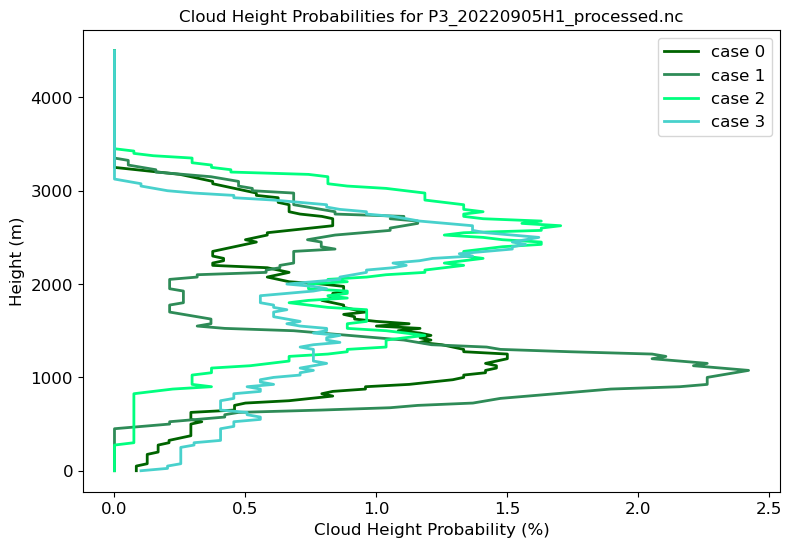 Cloud Height Probabilities for P3_20220905H1_processed.nc
case 0
case 1
case 2
case 3
4000
3000
2000
1000
0
Height (m)
0.0 0.5 1.0 1.5 2.0 2.5
Cloud Height Probability (%)